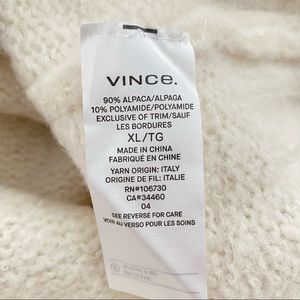 VINCE.
90% ALPACA/ALPAGA
10% POLYAMIDE/POLYAMIDE
EXCLUSIVE OF TRIM/SAUF
LES BORDURES
XL/TG
MADE IN CHINA
FABRIQUÉ EN CHINE
YARN ORIGIN: ITALY
ORIGINE DE FIL: ITALIE
RN#106730
CA#34460
04
SEE REVERSE FOR CARE
VOIR AU VERSO POUR LES SOINS